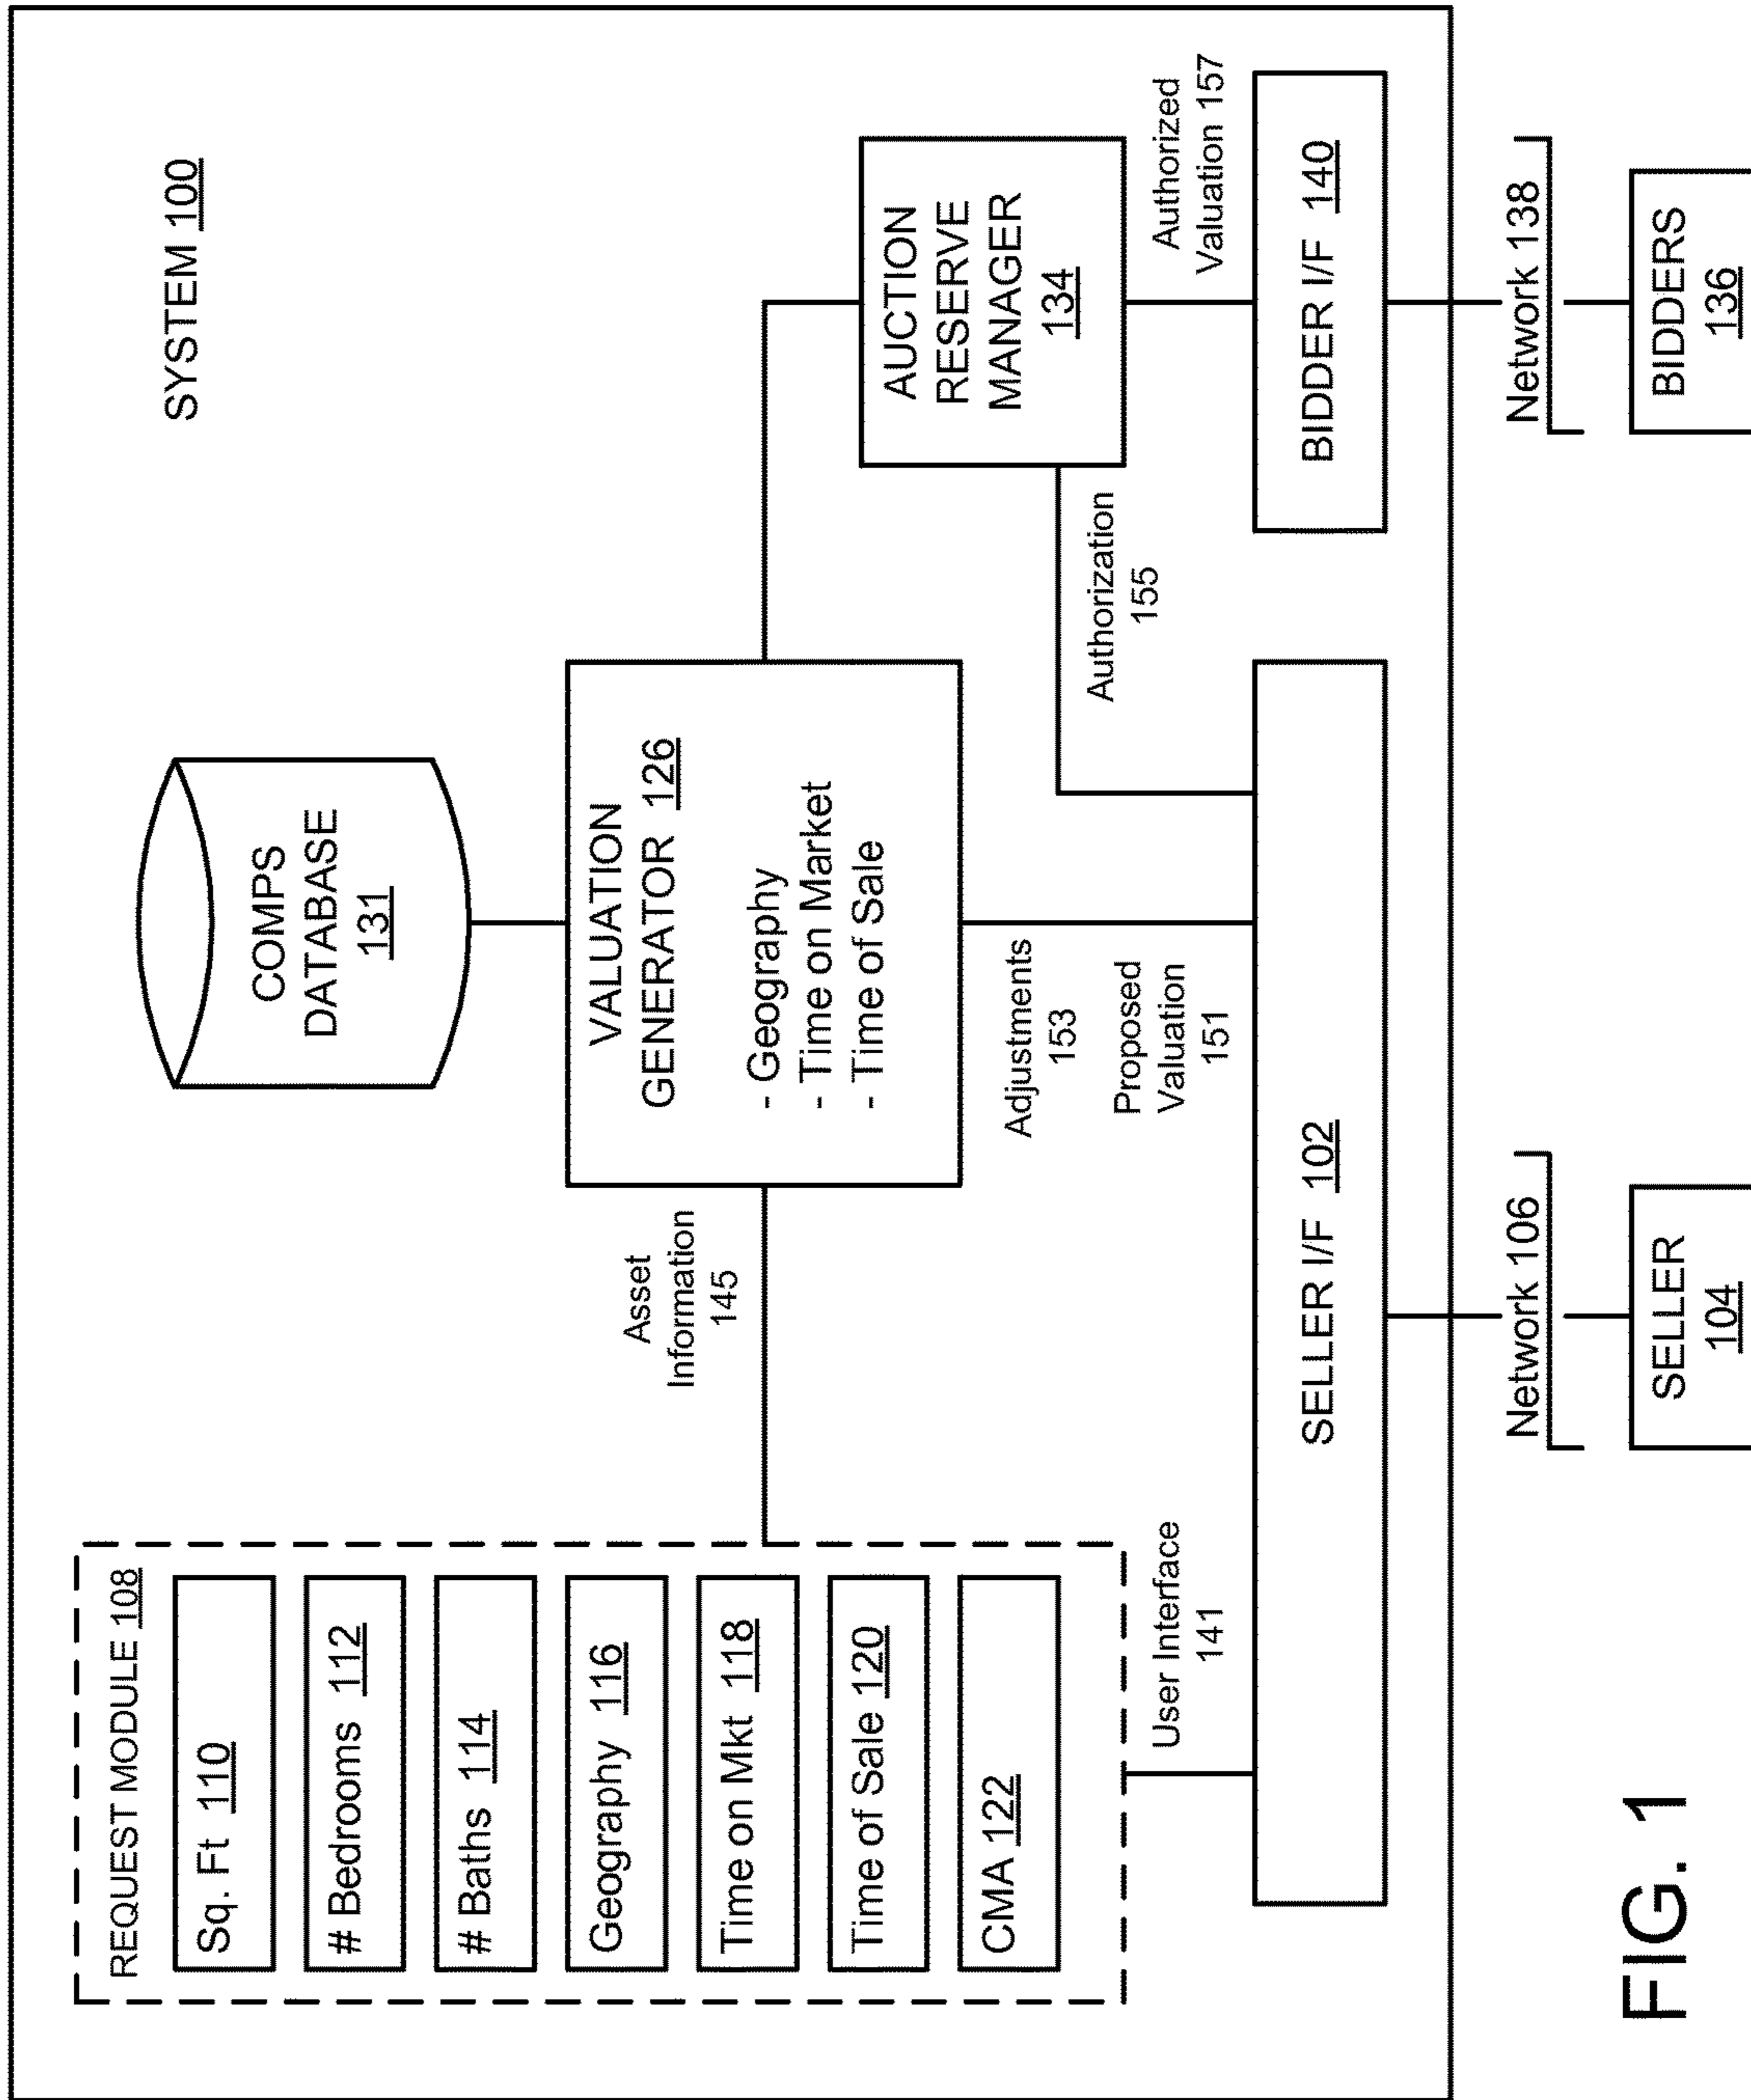 SYSTEM 100
REQUEST MODULE 108
Sq. Ft 110
# Bedrooms 112
# Baths 114
Geography 116
Time on Mkt 118
Time of Sale 120
CMA 122
User Interface
141
Asset
Information
145
COMPS
DATABASE
131
VALUATION
GENERATOR 126
- Geography
- Time on Market
- Time of Sale
Adjustments
153
Proposed
Valuation
151
AUCTION
RESERVE
MANAGER
134
Authorization
155
Authorized
Valuation 157
SELLER I/F 102
BIDDER I/F 140
Network 106
Network 138
SELLER
104
BIDDERS
136
FIG. 1